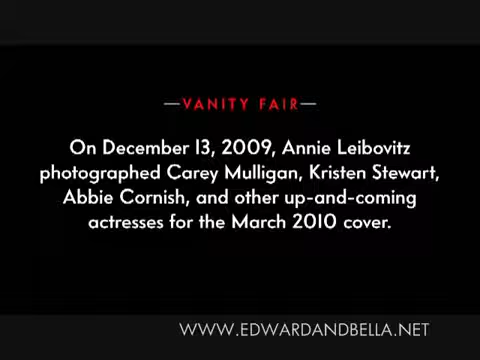 —VANITY FAIR—
On December 13, 2009, Annie Leibovitz
photographed Carey Mulligan, Kristen Stewart,
Abbie Cornish, and other up-and-coming
actresses for the March 2010 cover.
WWW.EDWARDANDBELLA.NET